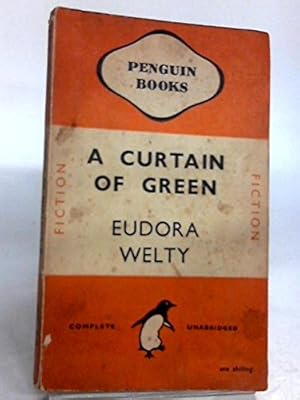 PENGUIN
BOOKS
A CURTAIN
OF GREEN
FICTION
FICTION
EUDORA
WELTY
COMPLETE UNABRIDGED
one shilling